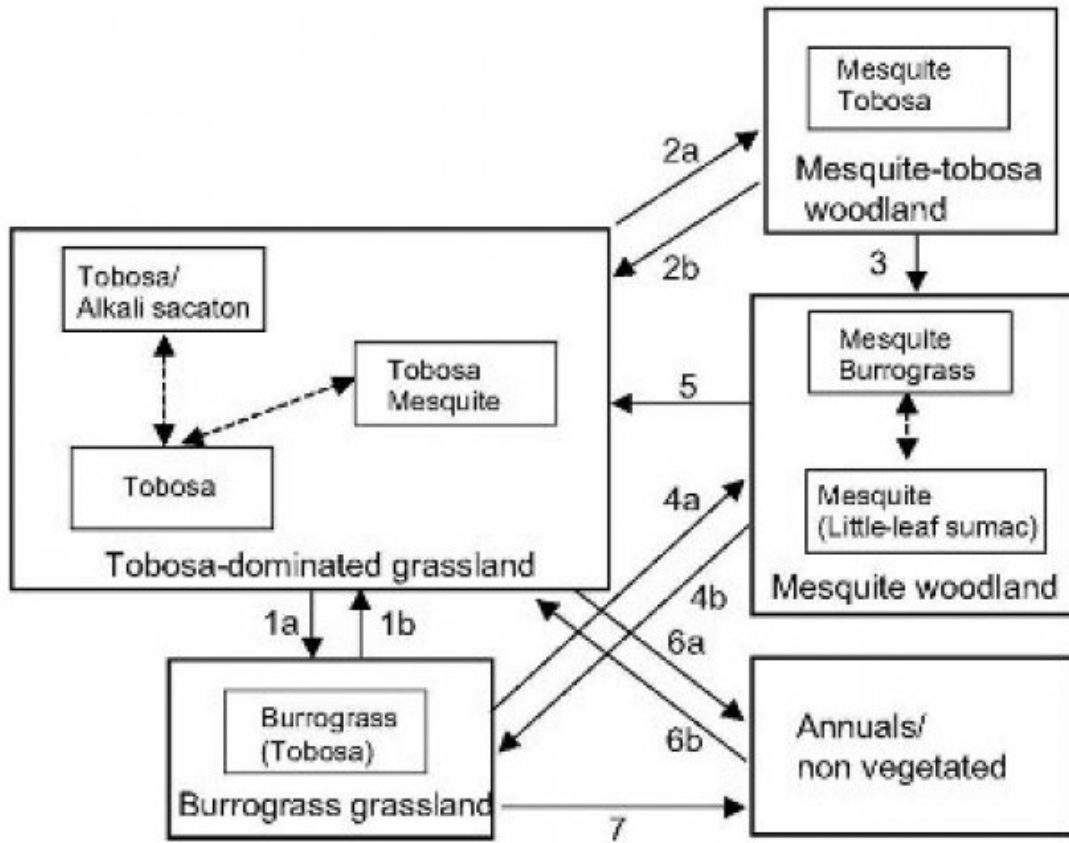 Mesquite
Tobosa
Mesquite-tobosa
woodland
2a
2b
3
Tobosa/
Alkali sacaton
Tobosa
Mesquite
Tobosa
Tobosa-dominated grassland
Mesquite
Burrograss
Mesquite
(Little-leaf sumac)
Mesquite woodland
5
4a
4b
1a
1b
6a
6b
Burrograss
(Tobosa)
Burrograss grassland
7
Annuals/
non vegetated